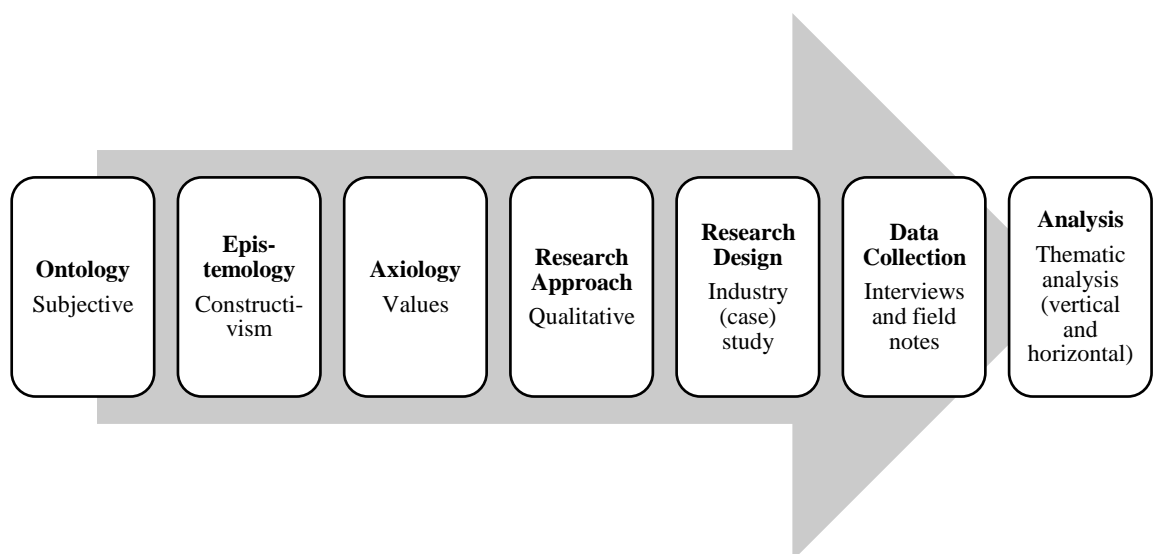 Ontology
Subjective
Epis-
temology
Constructi-
vism
Axiology
Values
Research
Approach
Qualitative
Research
Design
Industry
(case)
study
Data
Collection
Interviews
and field
notes
Analysis
Thematic
analysis
(vertical
and
horizontal)